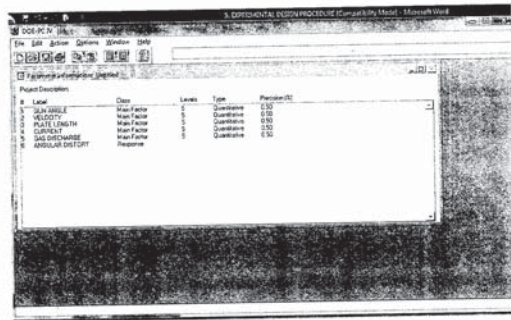 5. EXPERIMENTAL DESIGN PROCEDURE [Compatibility Mode] - Microsoft Word
DOE-PC IV
File Edit Action Options Window Help
Parameter Information: Untitled
Project Description:
# Label Class Levels Type Precision(%)
1 GUN ANGLE Main Factor 5 Quantitative 0.50
2 VELOCITY Main Factor 5 Quantitative 0.50
3 PLATE LENGTH Main Factor 5 Quantitative 0.50
4 CURRENT Main Factor 5 Quantitative 0.50
5 GAS DISCHARGE Main Factor 5 Quantitative 0.50
6 ANGULAR DISTORT Response